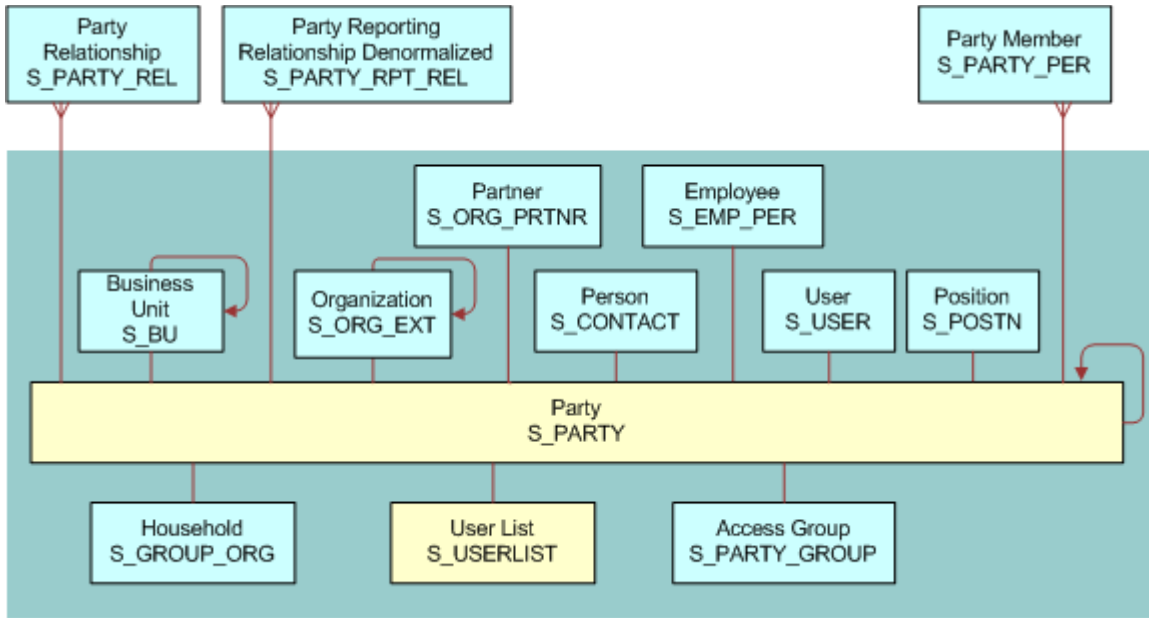 Party
Relationship
S_PARTY_REL
Party Reporting
Relationship Denormalized
S_PARTY_RPT_REL
Party Member
S_PARTY_PER
Partner
S_ORG_PRTNR
Employee
S_EMP_PER
Business
Unit
S_BU
Organization
S_ORG_EXT
Person
S_CONTACT
User
S_USER
Position
S_POSTN
Party
S_PARTY
Household
S_GROUP_ORG
User List
S_USERLIST
Access Group
S_PARTY_GROUP